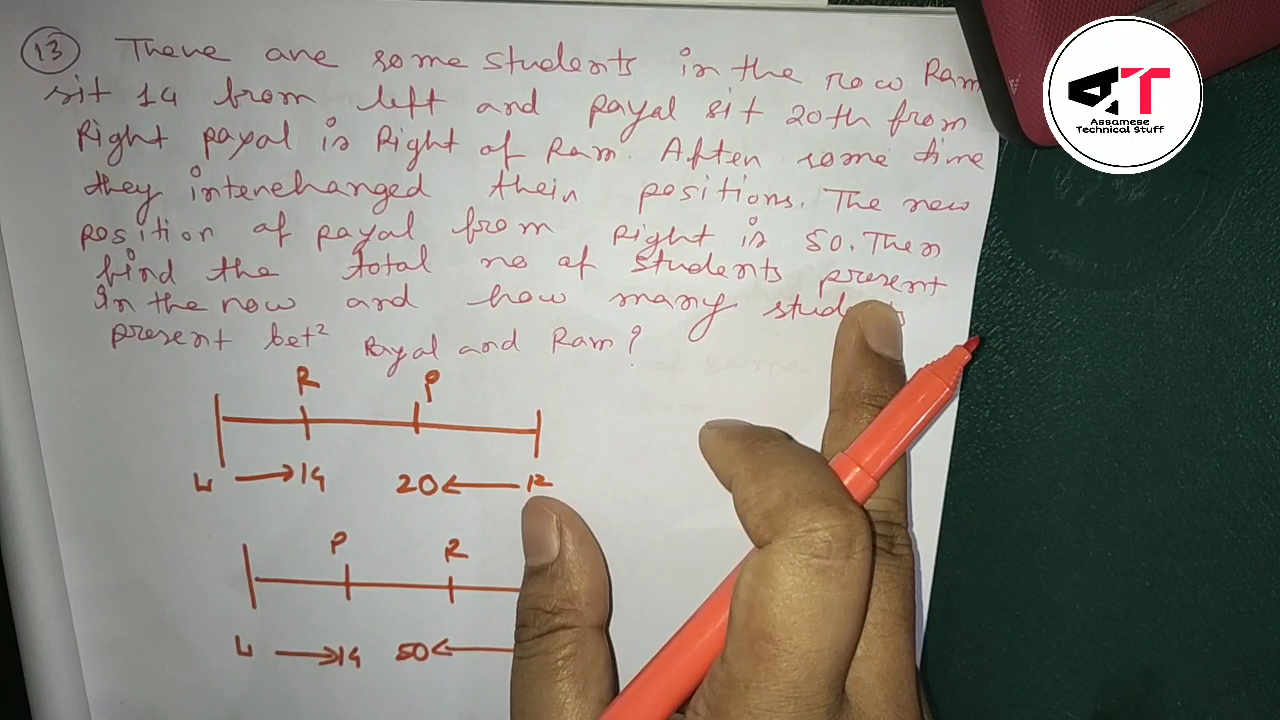 13 There are some students in the row Ram
sit 14 from left and payal sit 20th from
Right payal is Right of Ram. After some time
they interchanged their positions. The new
position of payal from right is 50. Then
find the total no of students present
In the row and how many students
present bet² Payal and Ram?
R P
L → 14 20 ← R
P R
L → 14 50 ←
AT
Assamese
Technical Stuff